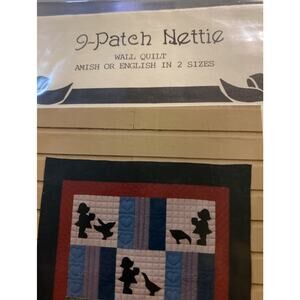 9-Patch Nettie
WALL QUILT
AMISH OR ENGLISH IN 2 SIZES